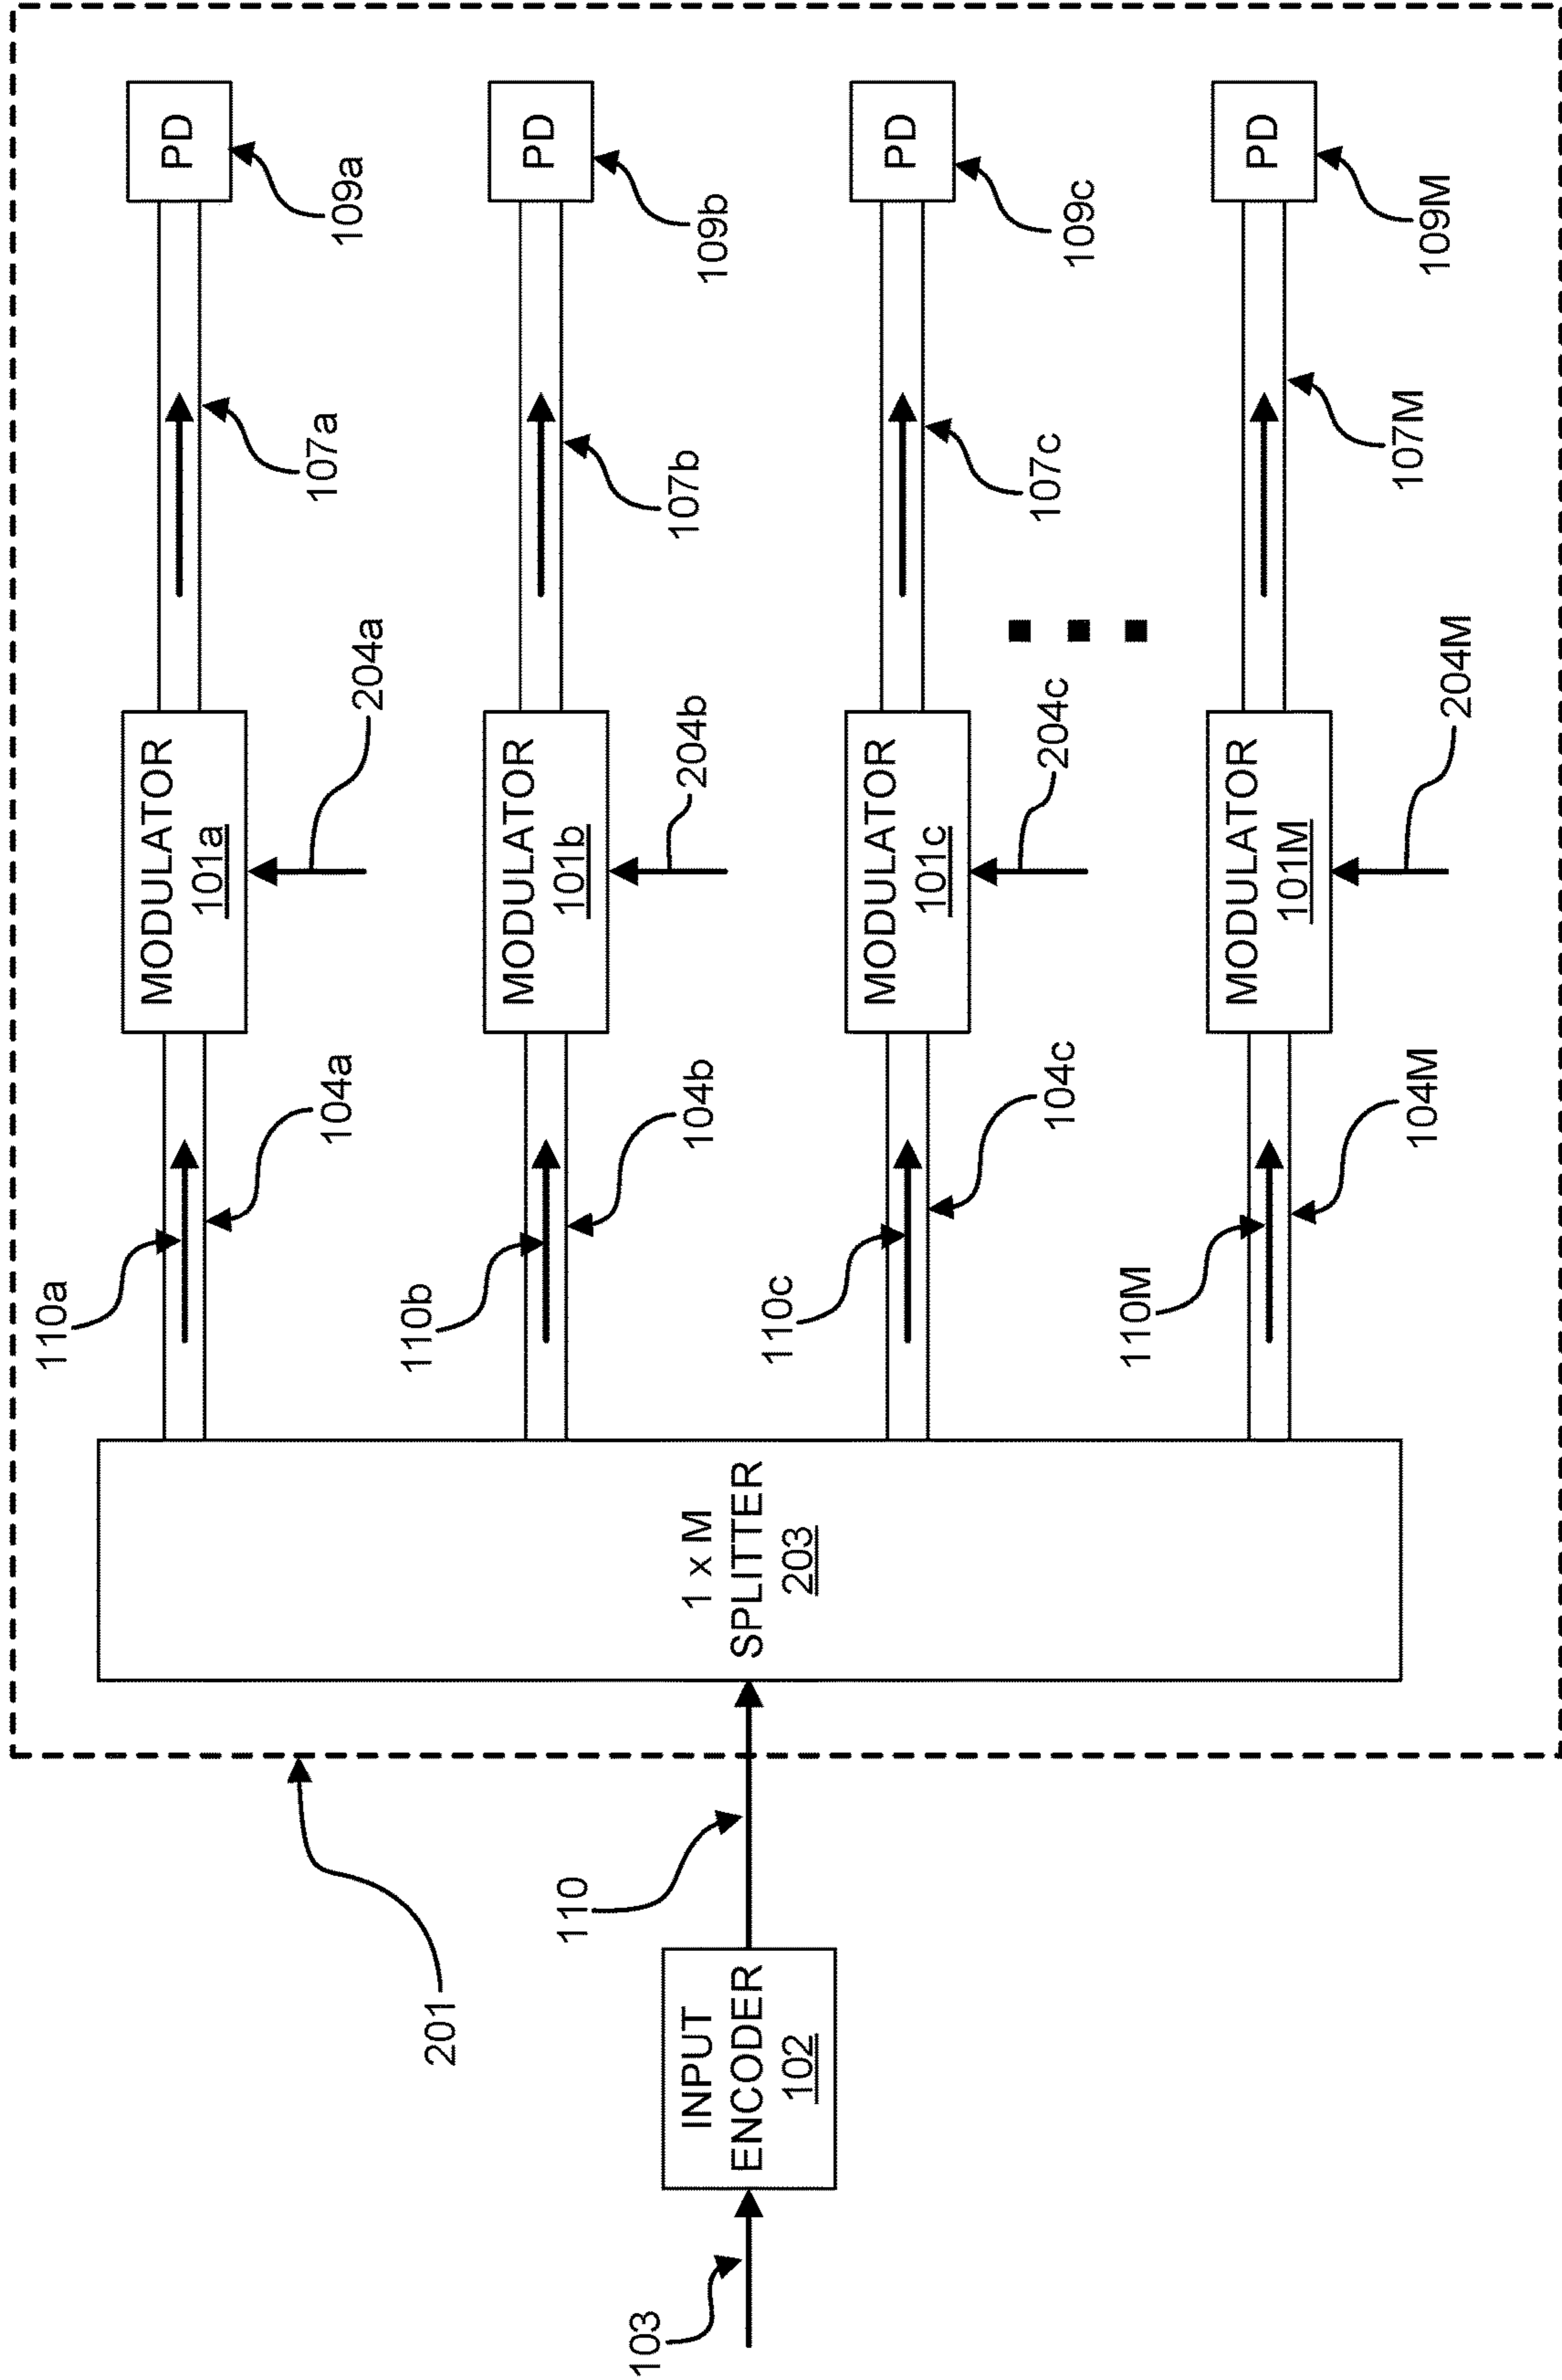 103
INPUT
ENCODER
102
110
201
1 x M
SPLITTER
203
110a
104a
MODULATOR
101a
204a
107a
PD
109a
110b
104b
MODULATOR
101b
204b
107b
PD
109b
110c
104c
MODULATOR
101c
204c
107c
PD
109c
110M
104M
MODULATOR
101M
204M
107M
PD
109M